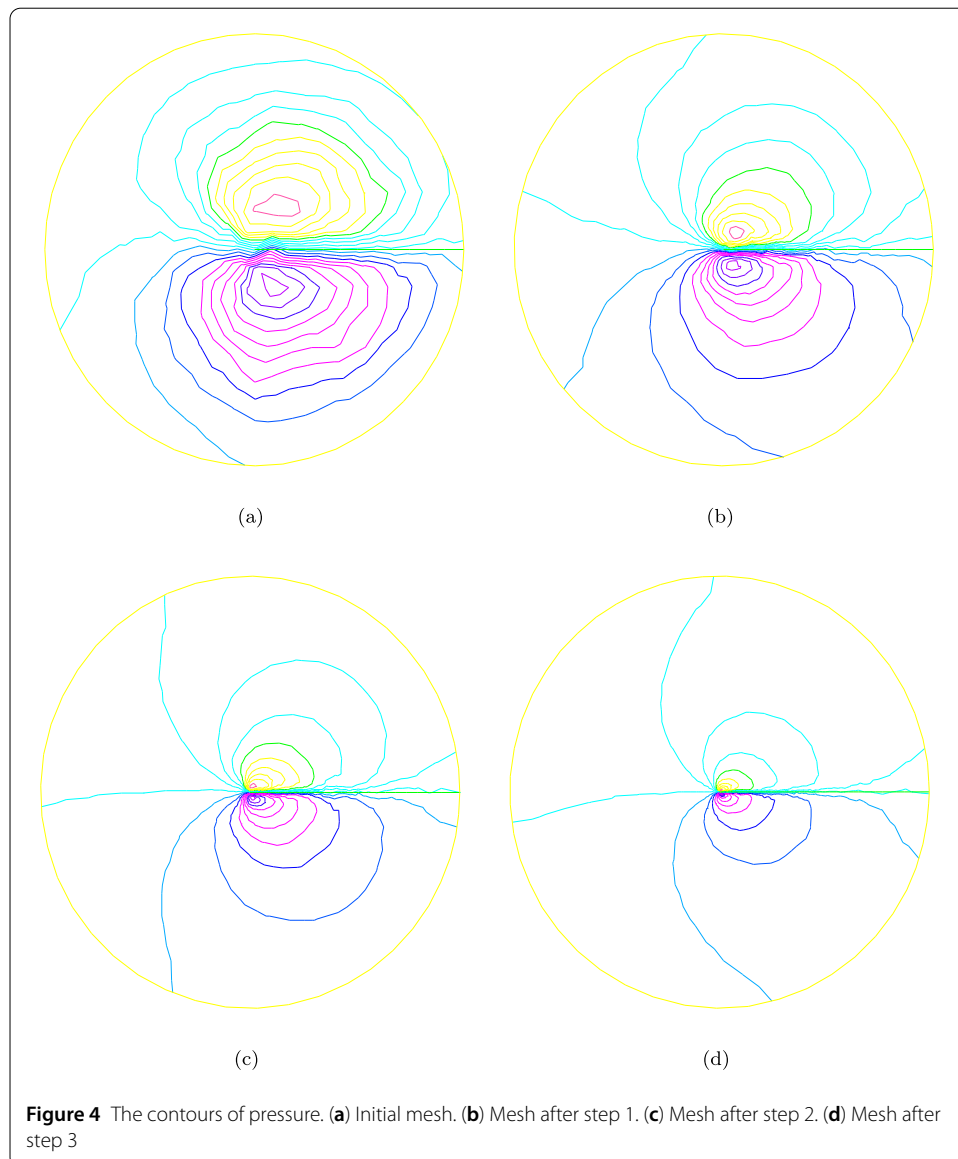 (a)
(b)
(c)
(d)
Figure 4 The contours of pressure. (a) Initial mesh. (b) Mesh after step 1. (c) Mesh after step 2. (d) Mesh after
step 3